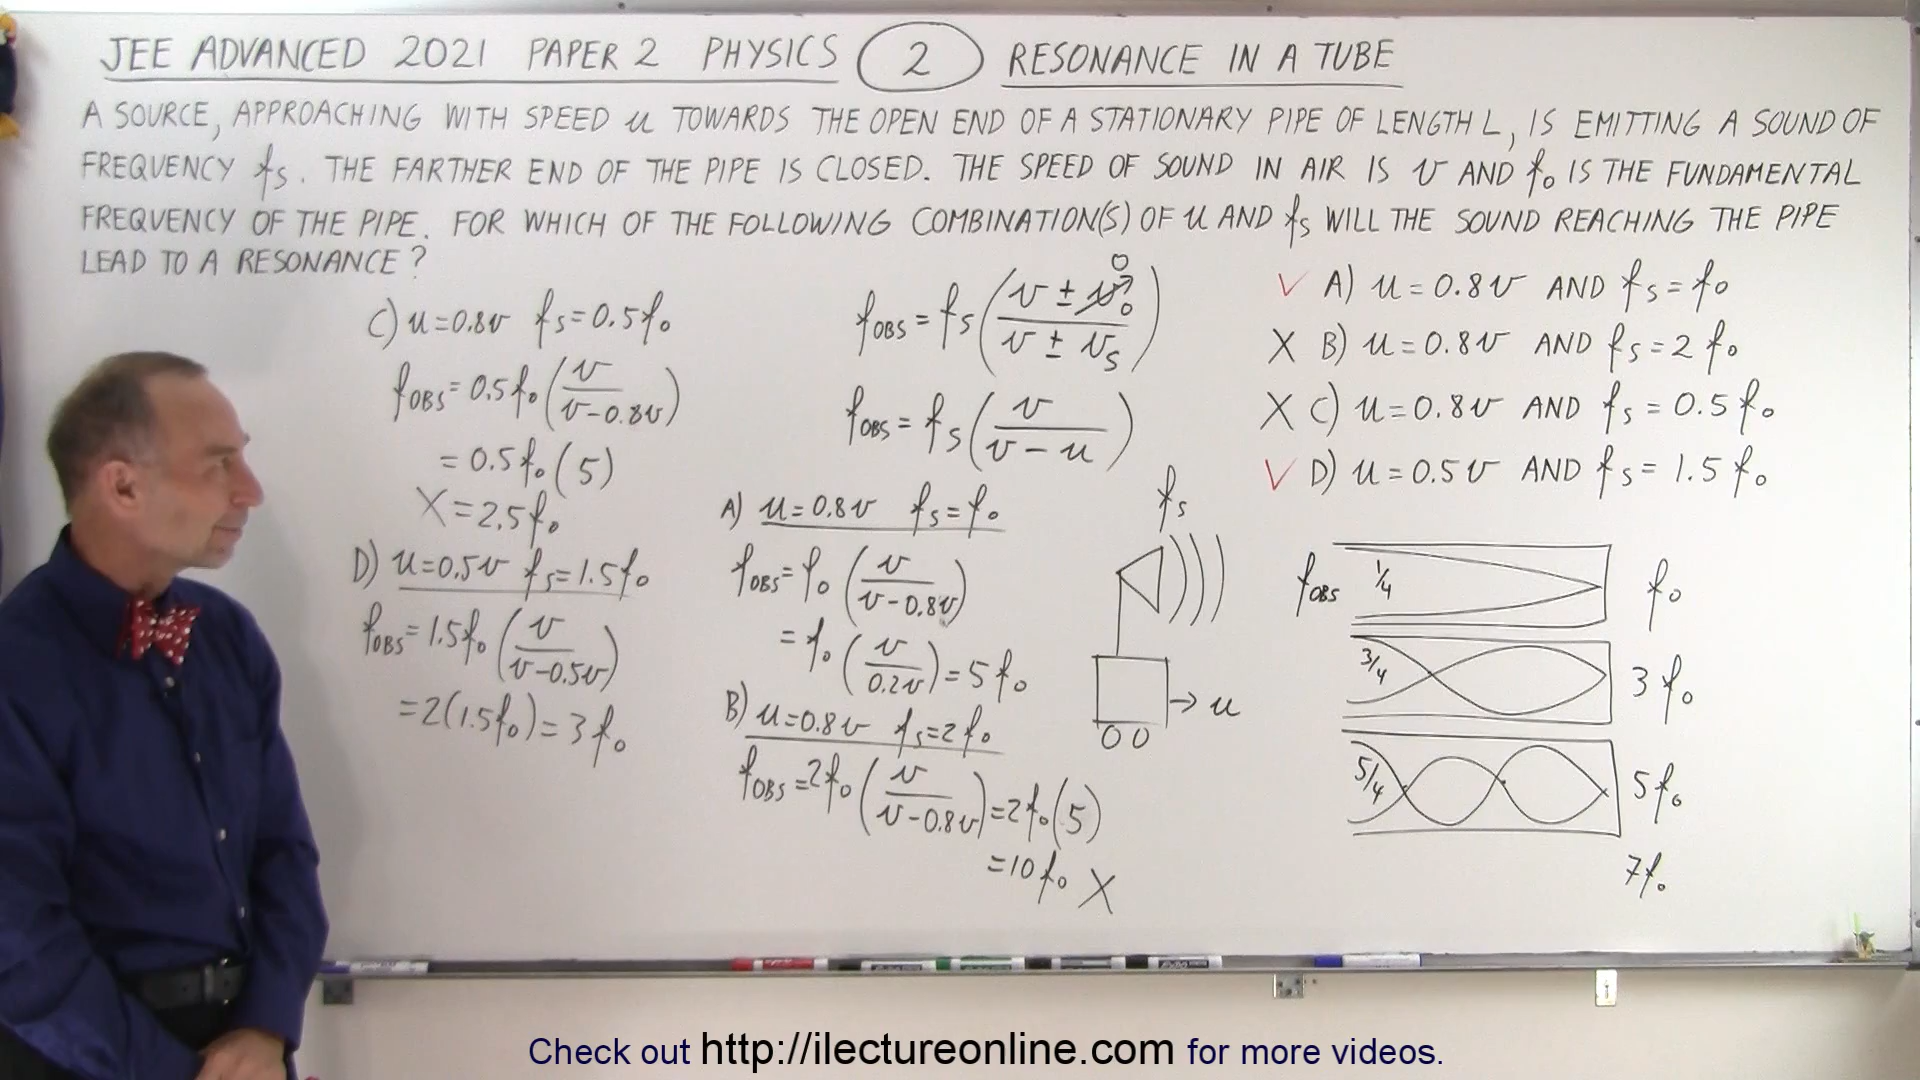 JEE ADVANCED 2021 PAPER 2 PHYSICS 2 RESONANCE IN A TUBE
A SOURCE, APPROACHING WITH SPEED u TOWARDS THE OPEN END OF A STATIONARY PIPE OF LENGTH L, IS EMITTING A SOUND OF
FREQUENCY fs. THE FARTHER END OF THE PIPE IS CLOSED. THE SPEED OF SOUND IN AIR IS v AND f₀ IS THE FUNDAMENTAL
FREQUENCY OF THE PIPE. FOR WHICH OF THE FOLLOWING COMBINATION(S) OF u AND fs WILL THE SOUND REACHING THE PIPE
LEAD TO A RESONANCE?
C) u=0.8v fs=0.5f₀
fOBS=0.5f₀(v/(v-0.8v))
=0.5f₀(5)
X=2.5f₀
D) u=0.5v fs=1.5f₀
fOBS=1.5f₀(v/(v-0.5v))
=2(1.5f₀)=3f₀
0
fOBS=fs((v±v₀)/(v±vs))
fOBS=fs(v/(v-u))
A) u=0.8v fs=f₀
fOBS=f₀(v/(v-0.8v))
=f₀(v/0.2v)=5f₀
B) u=0.8v fs=2f₀
fOBS=2f₀(v/(v-0.8v))=2f₀(5)
=10f₀ X
fs
→u
✓ A) u=0.8v AND fs=f₀
X B) u=0.8v AND fs=2f₀
X C) u=0.8v AND fs=0.5f₀
✓ D) u=0.5v AND fs=1.5f₀
fOBS 1/4 f₀
3/4 3f₀
5/4 5f₀
7f₀
Check out http://ilectureonline.com for more videos.